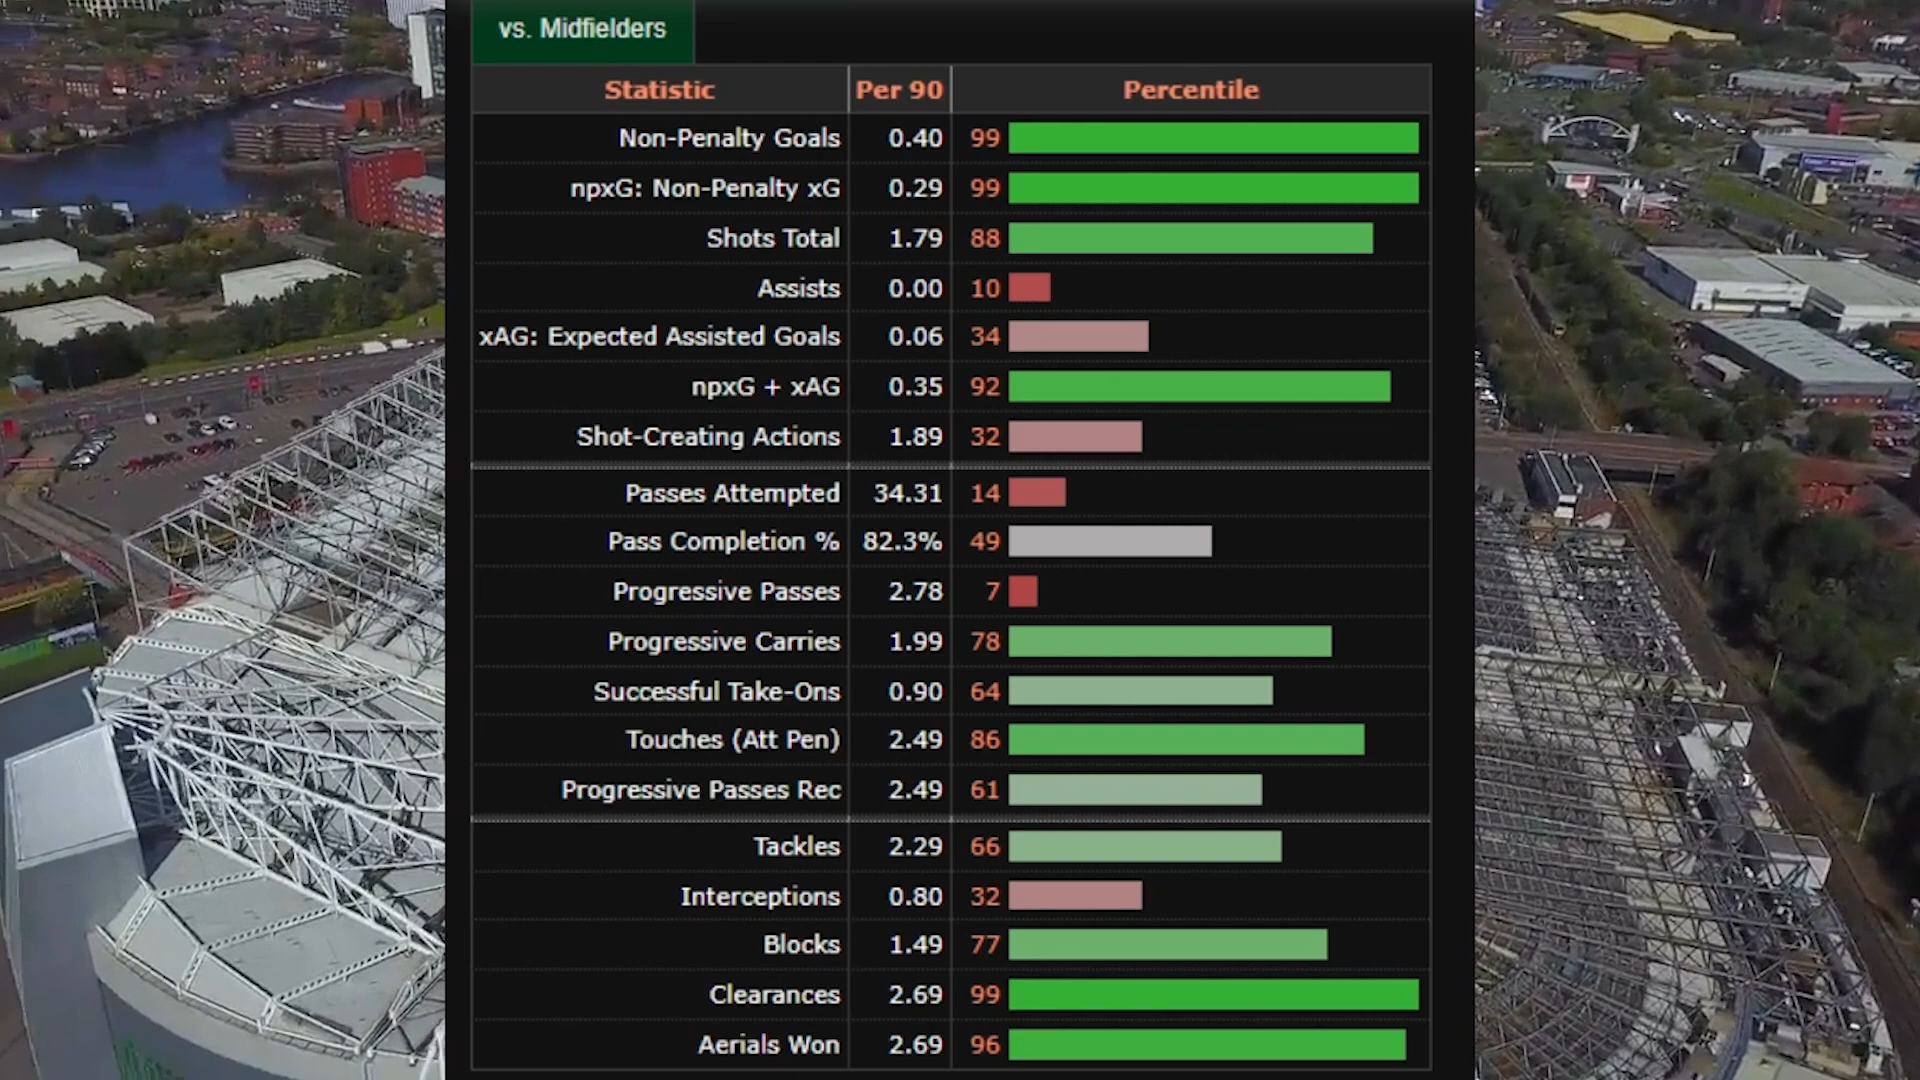 vs. Midfielders
Statistic Per 90 Percentile
Non-Penalty Goals 0.40 99
npxG: Non-Penalty xG 0.29 99
Shots Total 1.79 88
Assists 0.00 10
xAG: Expected Assisted Goals 0.06 34
npxG + xAG 0.35 92
Shot-Creating Actions 1.89 32
Passes Attempted 34.31 14
Pass Completion % 82.3% 49
Progressive Passes 2.78 7
Progressive Carries 1.99 78
Successful Take-Ons 0.90 64
Touches (Att Pen) 2.49 86
Progressive Passes Rec 2.49 61
Tackles 2.29 66
Interceptions 0.80 32
Blocks 1.49 77
Clearances 2.69 99
Aerials Won 2.69 96